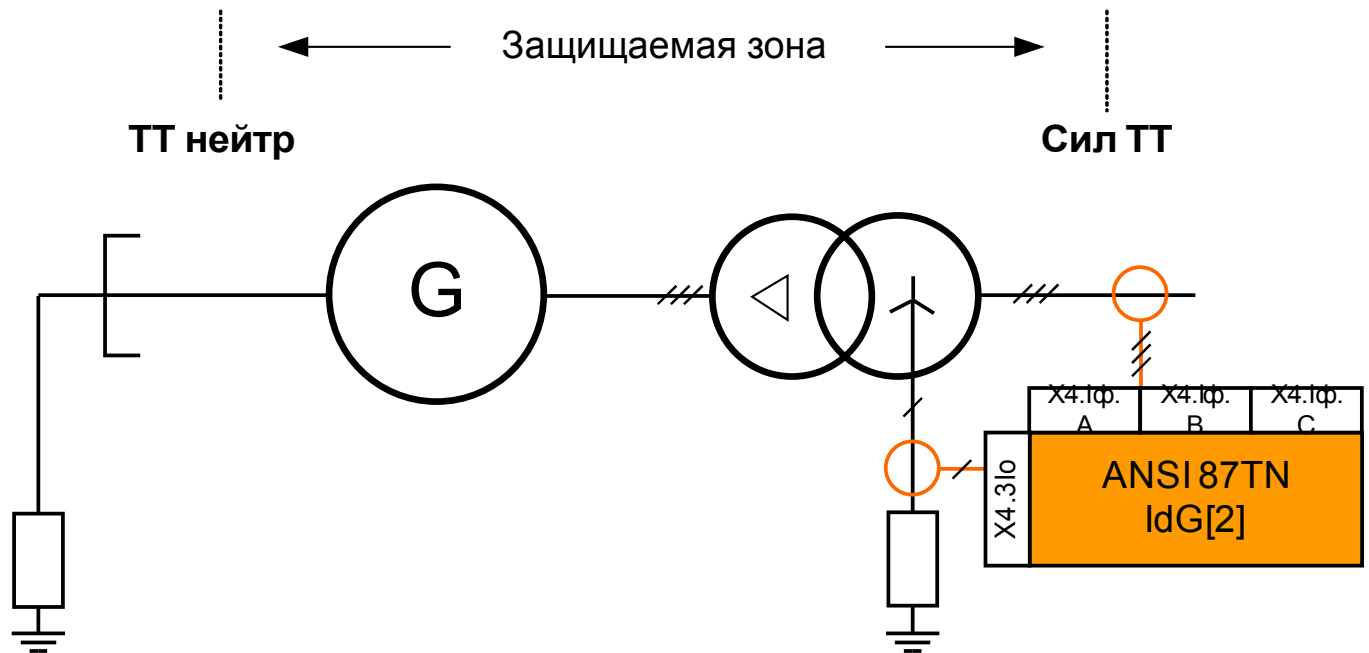 Защищаемая зона
ТТ нейтр
Сил ТТ
G
X4.Iф.
A
X4.Iф.
B
X4.Iф.
C
X4.3Io
ANSI 87TN
IdG[2]